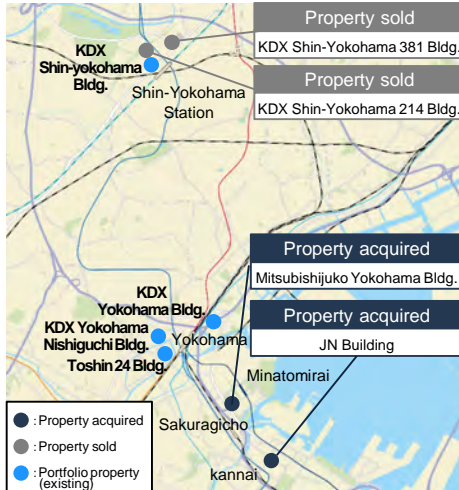 Property sold
KDX Shin-Yokohama 381 Bldg.
KDX
Shin-yokohama
Bldg.
Shin-Yokohama
Station
Property sold
KDX Shin-Yokohama 214 Bldg.
Property acquired
Mitsubishijuko Yokohama Bldg.
Property acquired
JN Building
KDX
Yokohama Bldg.
KDX Yokohama
Nishiguchi Bldg.
Yokohama
Toshin 24 Bldg.
Minatomirai
Sakuragicho
kannai
: Property acquired
: Property sold
: Portfolio property
(existing)